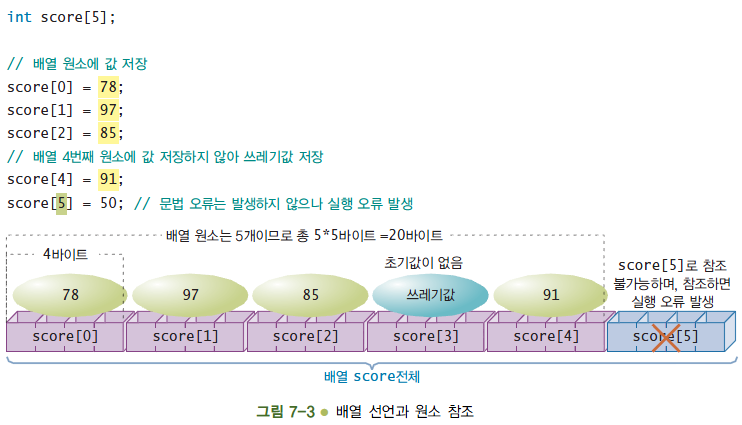 int score[5];
// 배열 원소에 값 저장
score[0] = 78;
score[1] = 97;
score[2] = 85;
// 배열 4번째 원소에 값 저장하지 않아 쓰레기값 저장
score[4] = 91;
score[5] = 50; // 문법 오류는 발생하지 않으나 실행 오류 발생
배열 원소는 5개이므로 총 5*5바이트 =20바이트
4바이트
초기값이 없음
score[5]로 참조
불가능하며, 참조하면
실행 오류 발생
78
97
85
쓰레기값
91
score[0]
score[1]
score[2]
score[3]
score[4]
score[5]
배열 score전체
그림 7-3 ● 배열 선언과 원소 참조